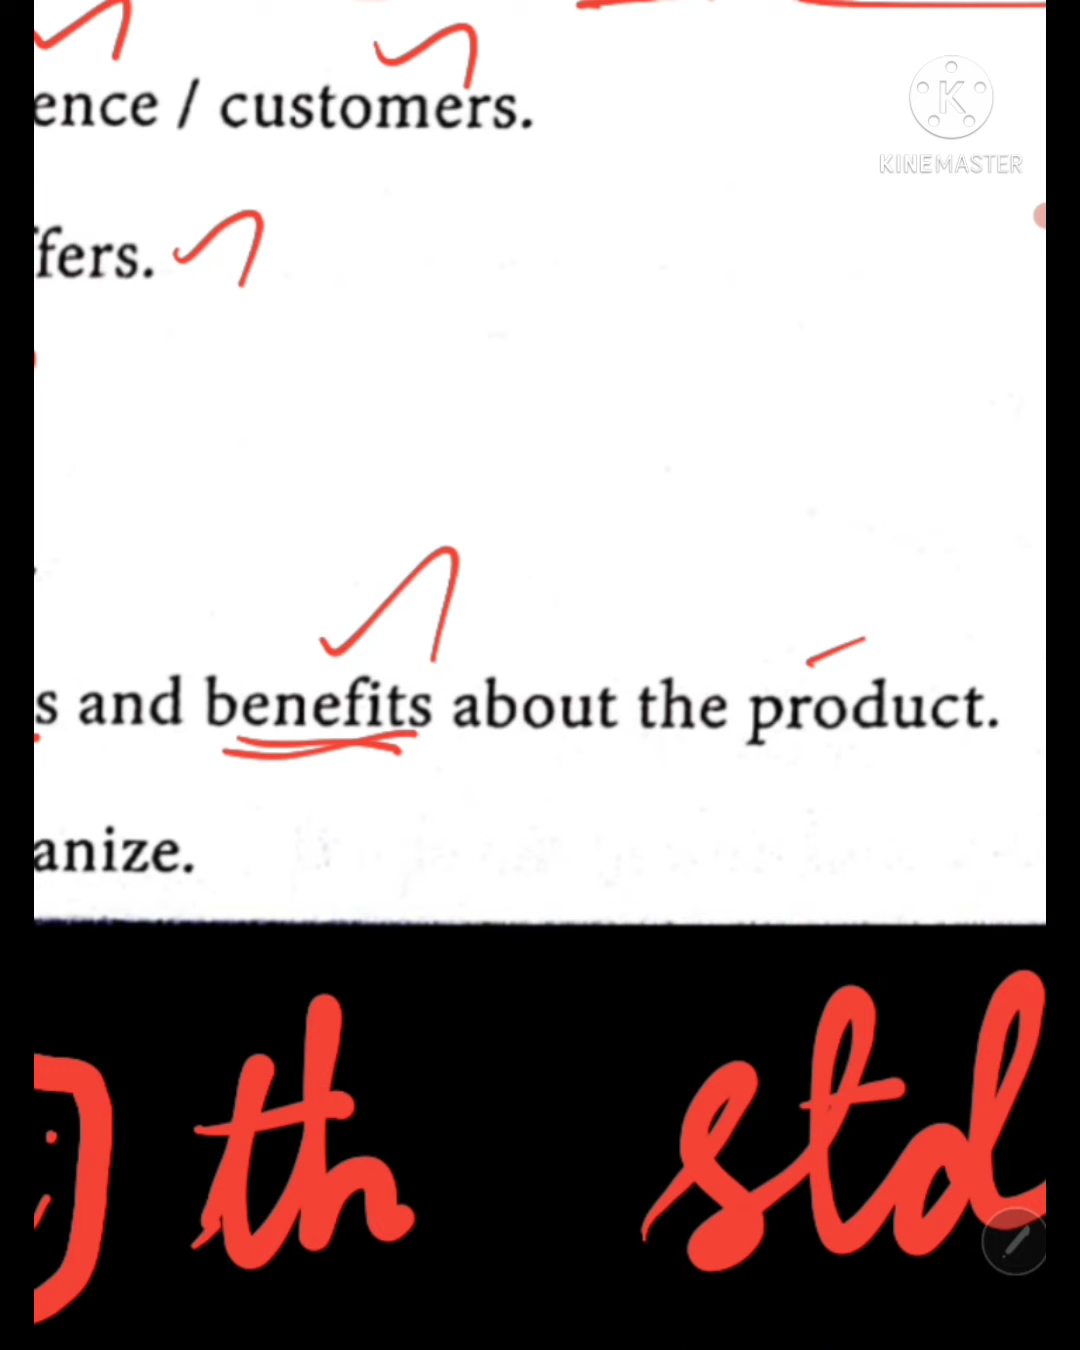 ence / customers.
KINEMASTER
fers.
s and benefits about the product.
anize.
th std